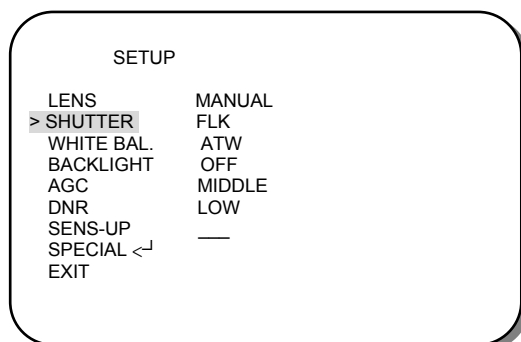 SETUP
LENS MANUAL
> SHUTTER FLK
WHITE BAL. ATW
BACKLIGHT OFF
AGC MIDDLE
DNR LOW
SENS-UP ___
SPECIAL <┘
EXIT